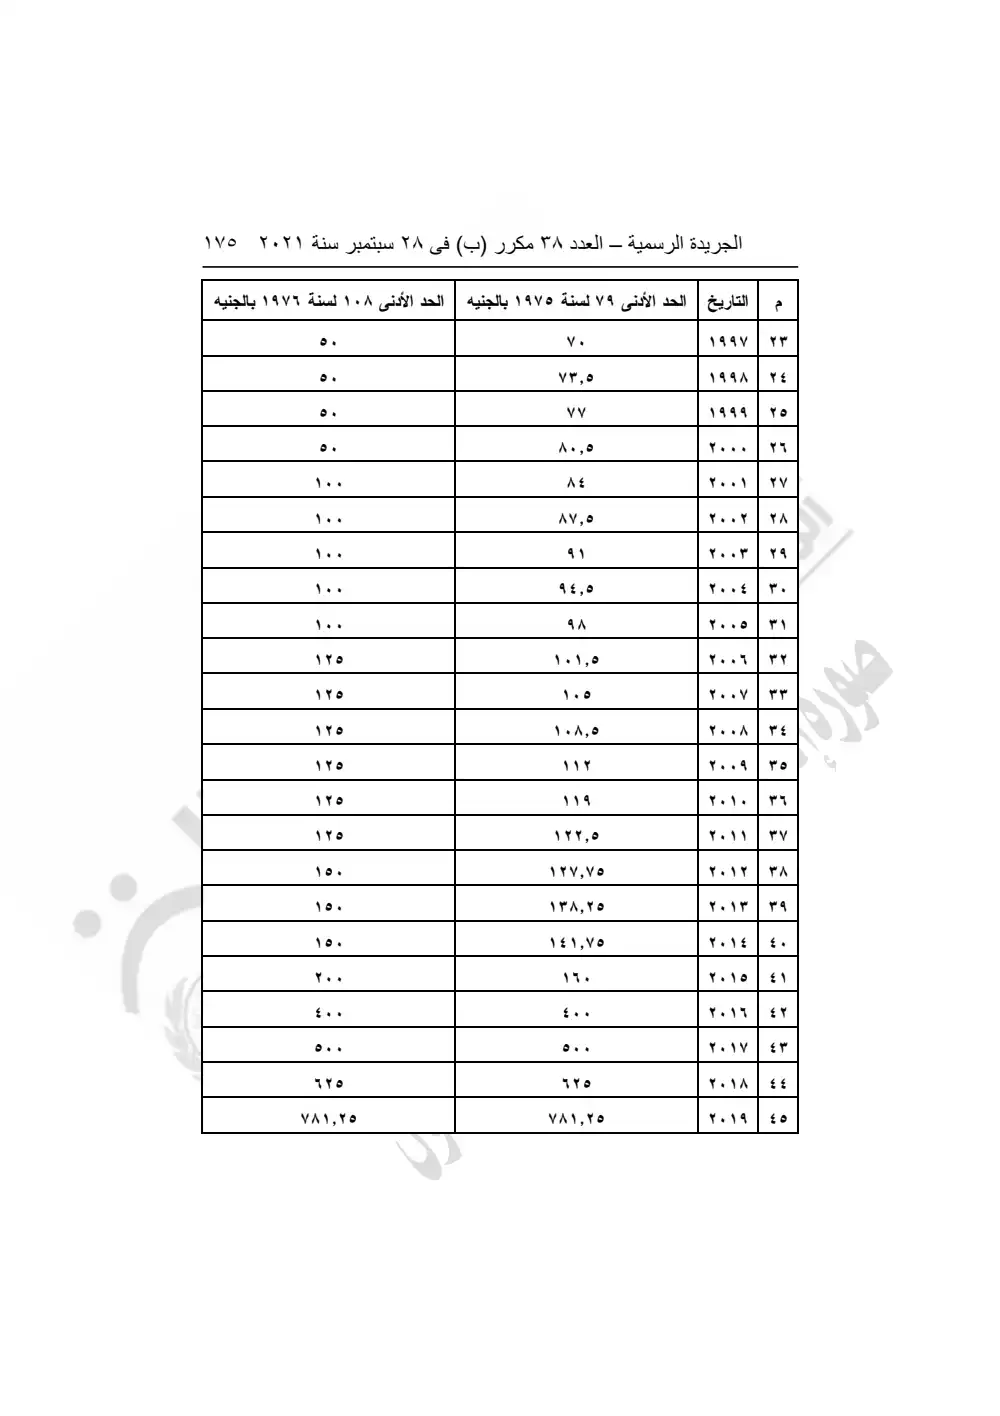 الجريدة الرسمية – العدد ٣٨ مكرر (ب) فى ٢٨ سبتمبر سنة ٢٠٢١ ١٧٥
م التاريخ الحد الأدنى ٧٩ لسنة ١٩٧٥ بالجنيه الحد الأدنى ١٠٨ لسنة ١٩٧٦ بالجنيه
٢٣ ١٩٩٧ ٧٠ ٥٠
٢٤ ١٩٩٨ ٧٣,٥ ٥٠
٢٥ ١٩٩٩ ٧٧ ٥٠
٢٦ ٢٠٠٠ ٨٠,٥ ٥٠
٢٧ ٢٠٠١ ٨٤ ١٠٠
٢٨ ٢٠٠٢ ٨٧,٥ ١٠٠
٢٩ ٢٠٠٣ ٩١ ١٠٠
٣٠ ٢٠٠٤ ٩٤,٥ ١٠٠
٣١ ٢٠٠٥ ٩٨ ١٠٠
٣٢ ٢٠٠٦ ١٠١,٥ ١٢٥
٣٣ ٢٠٠٧ ١٠٥ ١٢٥
٣٤ ٢٠٠٨ ١٠٨,٥ ١٢٥
٣٥ ٢٠٠٩ ١١٢ ١٢٥
٣٦ ٢٠١٠ ١١٩ ١٢٥
٣٧ ٢٠١١ ١٢٢,٥ ١٢٥
٣٨ ٢٠١٢ ١٢٧,٧٥ ١٥٠
٣٩ ٢٠١٣ ١�٨,٢٥ ١٥٠
٤٠ ٢٠١٤ ١٤١,٧٥ ١٥٠
٤١ ٢٠١٥ ١٦٠ ٢٠٠
٤٢ ٢٠١٦ ٤٠٠ ٤٠٠
٤٣ ٢٠١٧ ٥٠٠ ٥٠٠
٤٤ ٢٠١٨ ٦٢٥ ٦٢٥
٤٥ ٢٠١٩ ٧٨١,٢٥ ٧٨١,٢٥